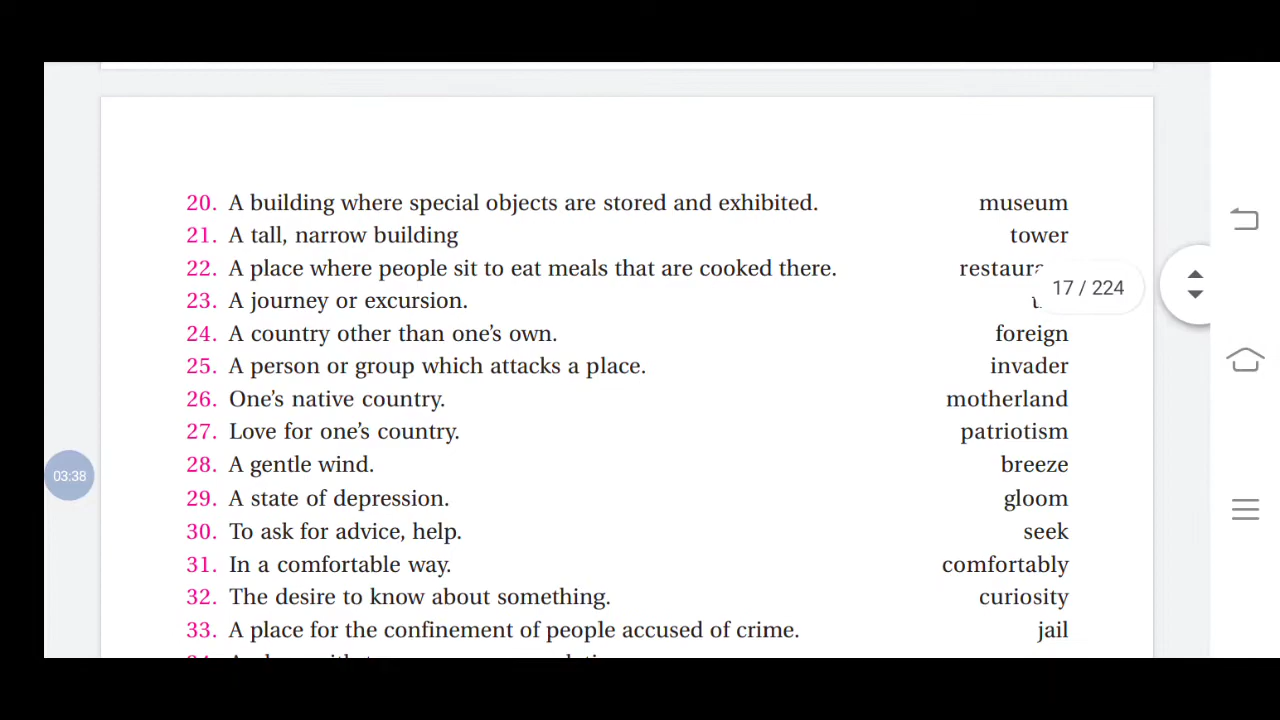 20. A building where special objects are stored and exhibited. museum
21. A tall, narrow building tower
22. A place where people sit to eat meals that are cooked there.
17 / 224
23. A journey or excursion.
24. A country other than one's own. foreign
25. A person or group which attacks a place. invader
26. One's native country. motherland
27. Love for one's country. patriotism
03:38
28. A gentle wind. breeze
29. A state of depression. gloom
30. To ask for advice, help. seek
31. In a comfortable way. comfortably
32. The desire to know about something. curiosity
33. A place for the confinement of people accused of crime. jail